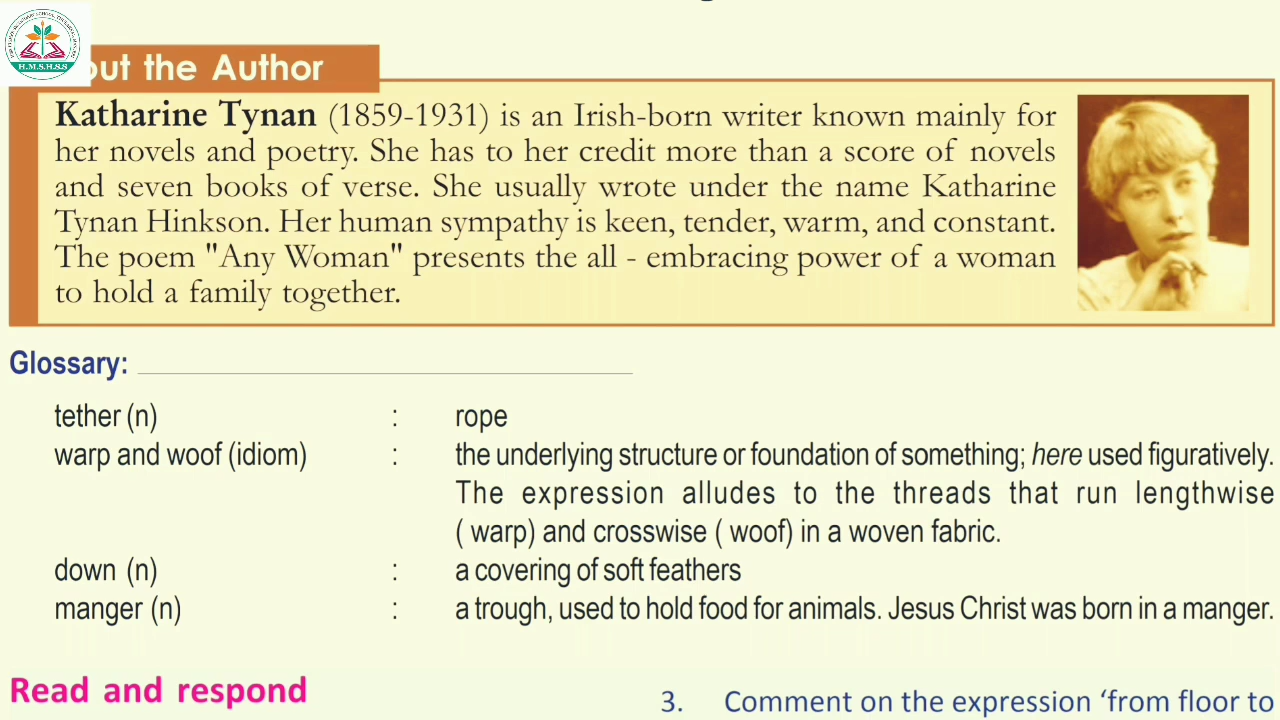 H.M.S.H.S.S
out the Author
Katharine Tynan (1859-1931) is an Irish-born writer known mainly for
her novels and poetry. She has to her credit more than a score of novels
and seven books of verse. She usually wrote under the name Katharine
Tynan Hinkson. Her human sympathy is keen, tender, warm, and constant.
The poem "Any Woman" presents the all - embracing power of a woman
to hold a family together.
Glossary:
tether (n) : rope
warp and woof (idiom) : the underlying structure or foundation of something; here used figuratively.
The expression alludes to the threads that run lengthwise
( warp) and crosswise ( woof) in a woven fabric.
down (n) : a covering of soft feathers
manger (n) : a trough, used to hold food for animals. Jesus Christ was born in a manger.
Read and respond
3. Comment on the expression ‘from floor to